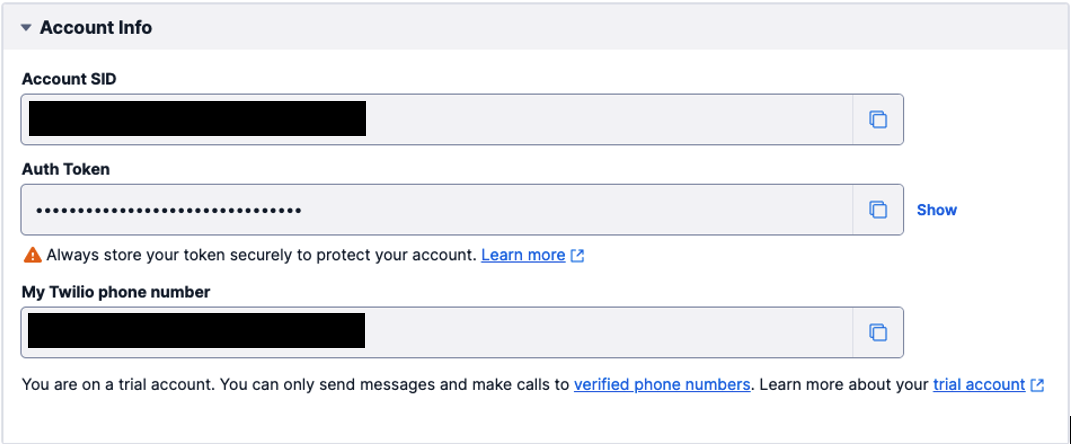 Account Info
Account SID
Auth Token
••••••••••••••••••••••••••••••••
Show
Always store your token securely to protect your account. Learn more
My Twilio phone number
You are on a trial account. You can only send messages and make calls to verified phone numbers. Learn more about your trial account